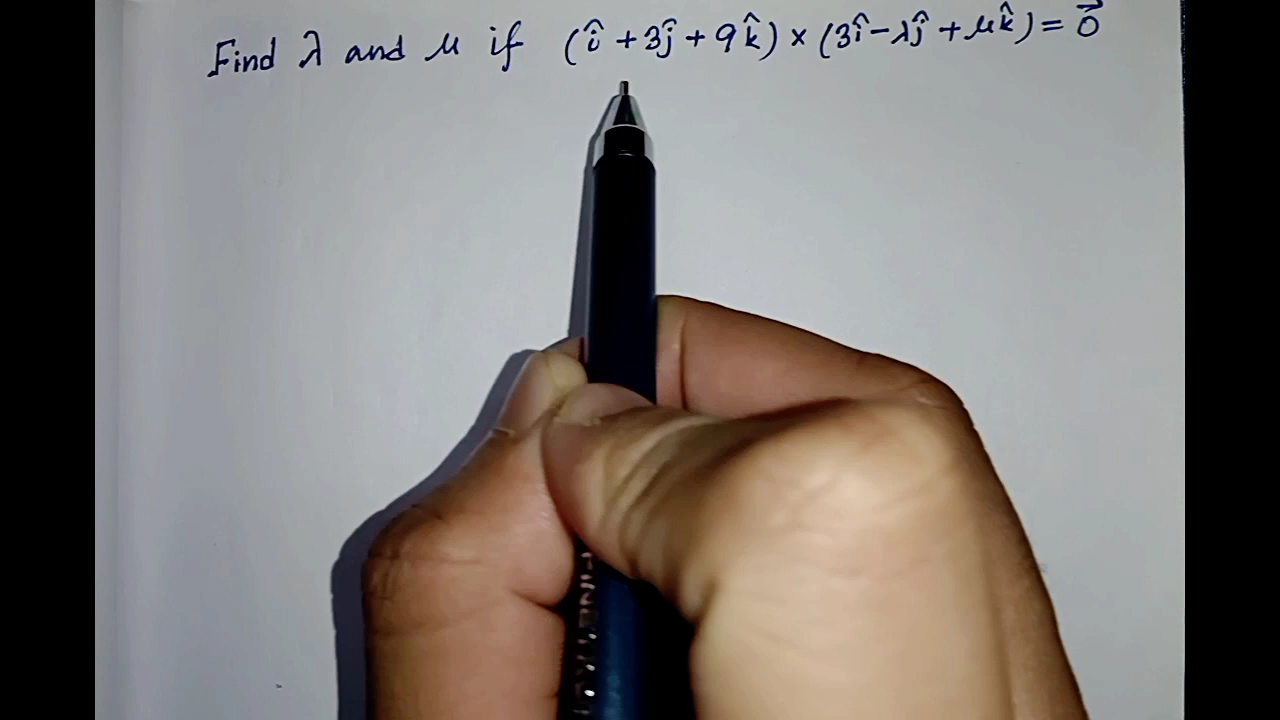 Find λ and μ if (î + 3ĵ + 9k̂) × (3î - λĵ + μk̂) = 0⃗